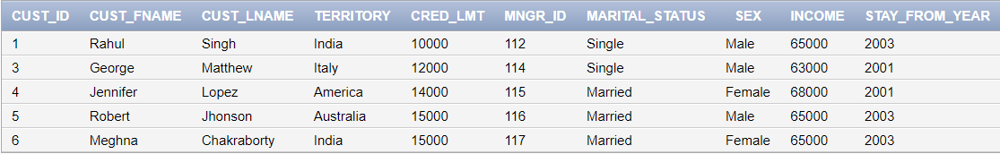 CUST_ID CUST_FNAME CUST_LNAME TERRITORY CRED_LMT MNGR_ID MARITAL_STATUS SEX INCOME STAY_FROM_YEAR
1 Rahul Singh India 10000 112 Single Male 65000 2003
3 George Matthew Italy 12000 114 Single Male 63000 2001
4 Jennifer Lopez America 14000 115 Married Female 68000 2001
5 Robert Jhonson Australia 15000 116 Married Male 65000 2003
6 Meghna Chakraborty India 15000 117 Married Female 65000 2003